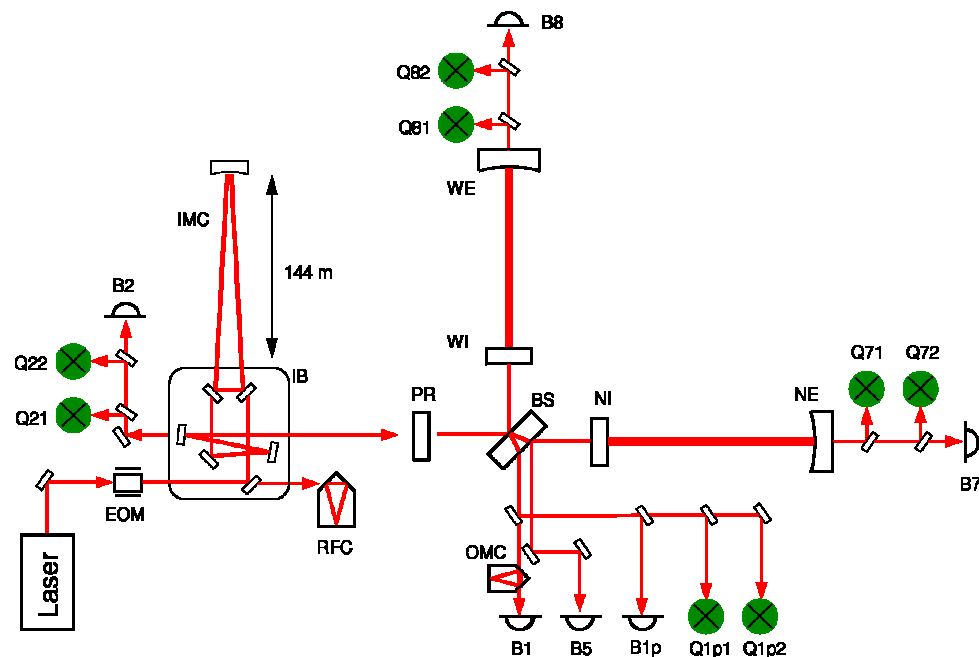 B8
Q82
Q81
WE
IMC
144 m
B2
WI
Q22
IB
Q71
Q72
PR
BS
NI
NE
Q21
B7
EOM
RFC
OMC
Laser
B1
B5
B1p
Q1p1
Q1p2